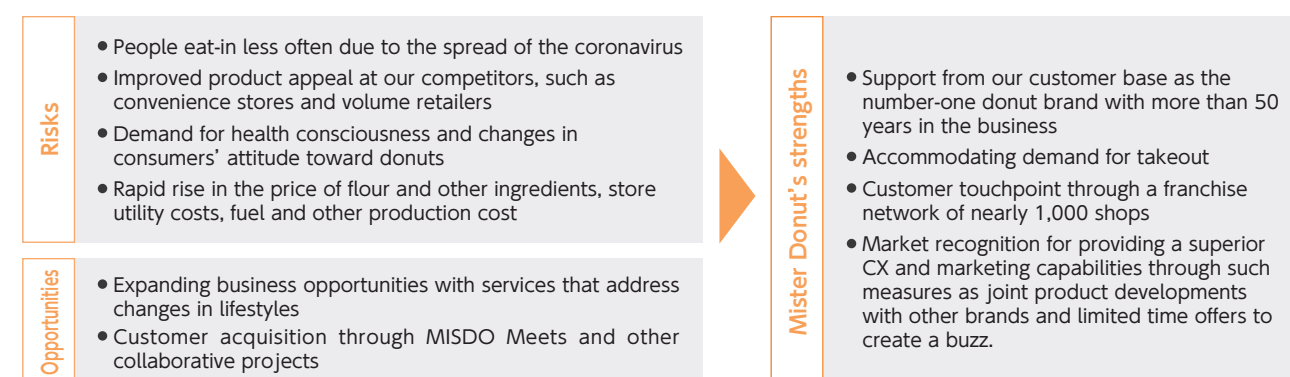 Risks
● People eat-in less often due to the spread of the coronavirus
● Improved product appeal at our competitors, such as
convenience stores and volume retailers
● Demand for health consciousness and changes in
consumers’ attitude toward donuts
● Rapid rise in the price of flour and other ingredients, store
utility costs, fuel and other production cost
Opportunities
● Expanding business opportunities with services that address
changes in lifestyles
● Customer acquisition through MISDO Meets and other
collaborative projects
Mister Donut’s strengths
● Support from our customer base as the
number-one donut brand with more than 50
years in the business
● Accommodating demand for takeout
● Customer touchpoint through a franchise
network of nearly 1,000 shops
● Market recognition for providing a superior
CX and marketing capabilities through such
measures as joint product developments
with other brands and limited time offers to
create a buzz.